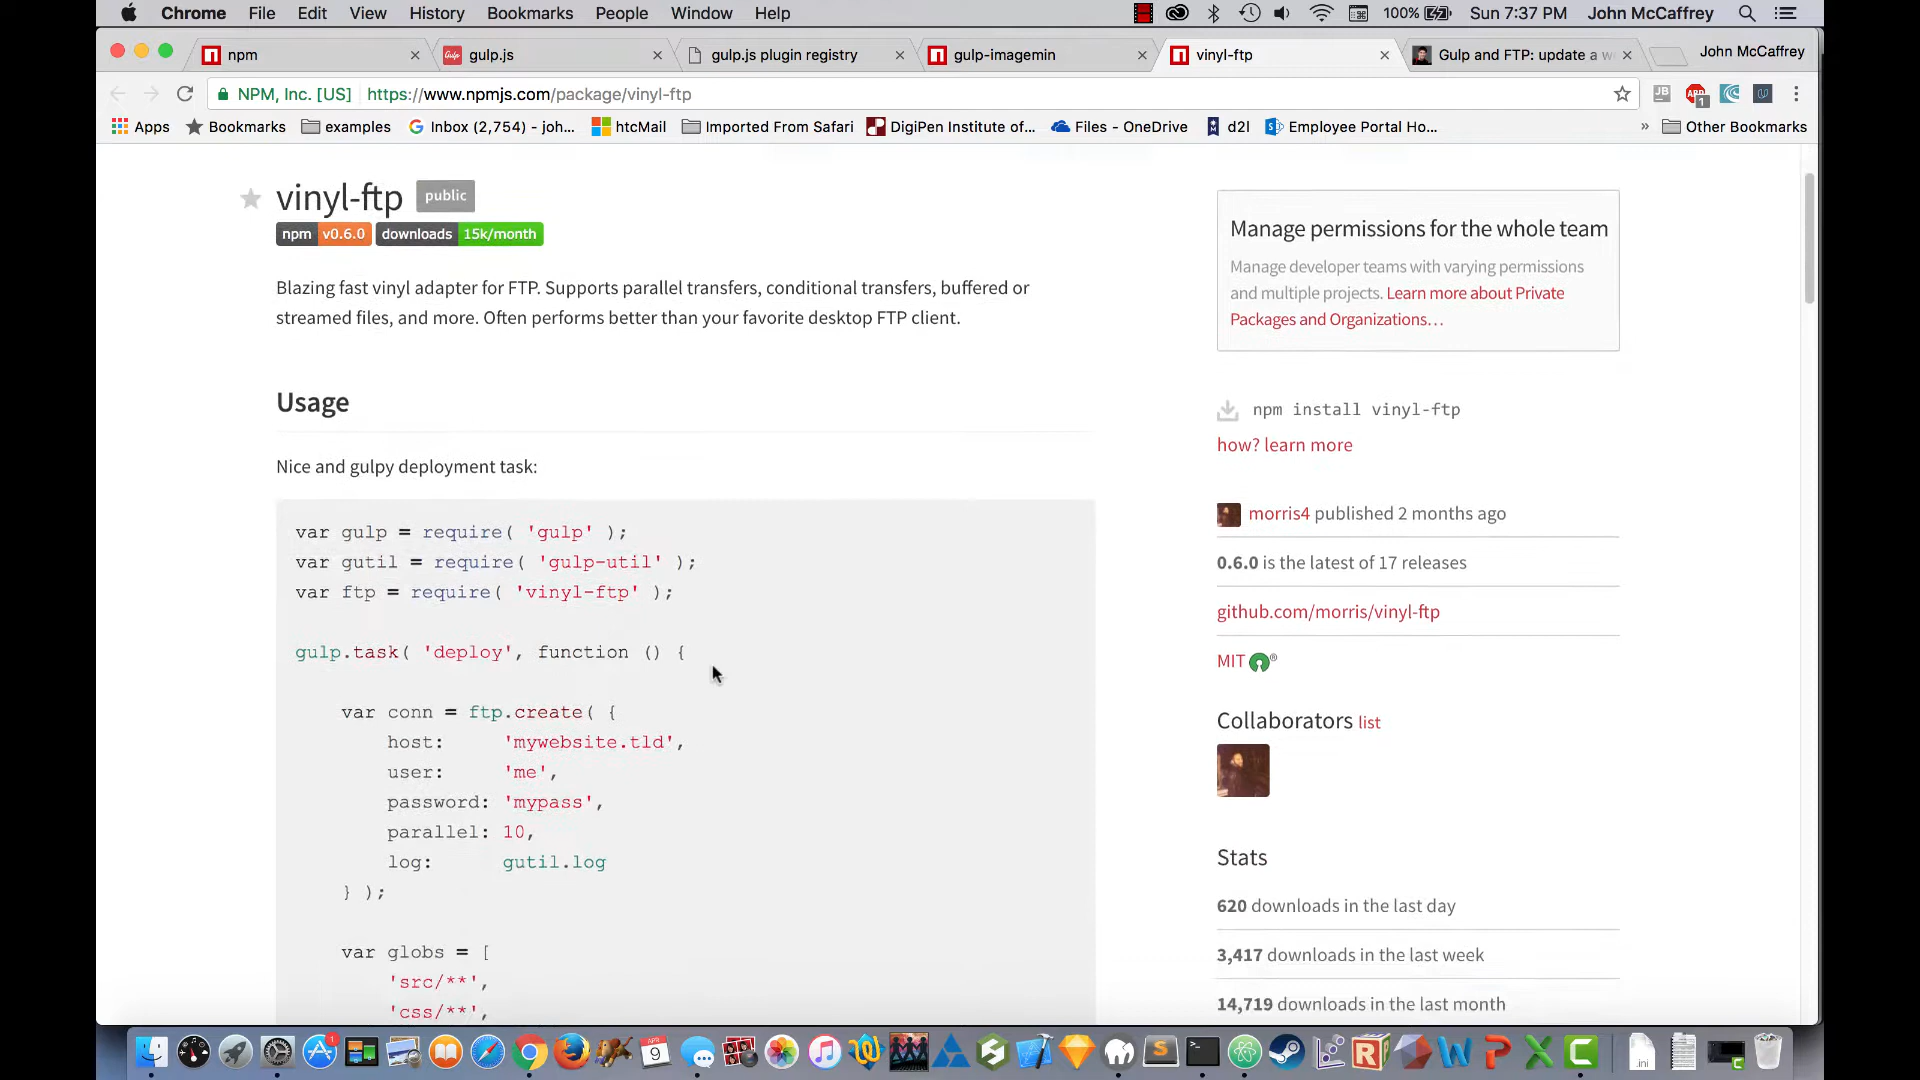 Chrome File Edit View History Bookmarks People Window Help 100% Sun 7:37 PM John McCaffrey
npm gulp.js gulp.js plugin registry gulp-imagemin vinyl-ftp Gulp and FTP: update a w John McCaffrey
NPM, Inc. [US] https://www.npmjs.com/package/vinyl-ftp
Apps Bookmarks examples Inbox (2,754) - joh... htcMail Imported From Safari DigiPen Institute of... Files - OneDrive d2l Employee Portal Ho... » Other Bookmarks
vinyl-ftp public
npm v0.6.0 downloads 15k/month
Blazing fast vinyl adapter for FTP. Supports parallel transfers, conditional transfers, buffered or
streamed files, and more. Often performs better than your favorite desktop FTP client.
Usage
Nice and gulpy deployment task:
var gulp = require( 'gulp' );
var gutil = require( 'gulp-util' );
var ftp = require( 'vinyl-ftp' );
gulp.task( 'deploy', function () {
var conn = ftp.create( {
host: 'mywebsite.tld',
user: 'me',
password: 'mypass',
parallel: 10,
log: gutil.log
} );
var globs = [
'src/**',
'css/**',
Manage permissions for the whole team
Manage developer teams with varying permissions
and multiple projects. Learn more about Private
Packages and Organizations…
npm install vinyl-ftp
how? learn more
morris4 published 2 months ago
0.6.0 is the latest of 17 releases
github.com/morris/vinyl-ftp
MIT
Collaborators list
Stats
620 downloads in the last day
3,417 downloads in the last week
14,719 downloads in the last month